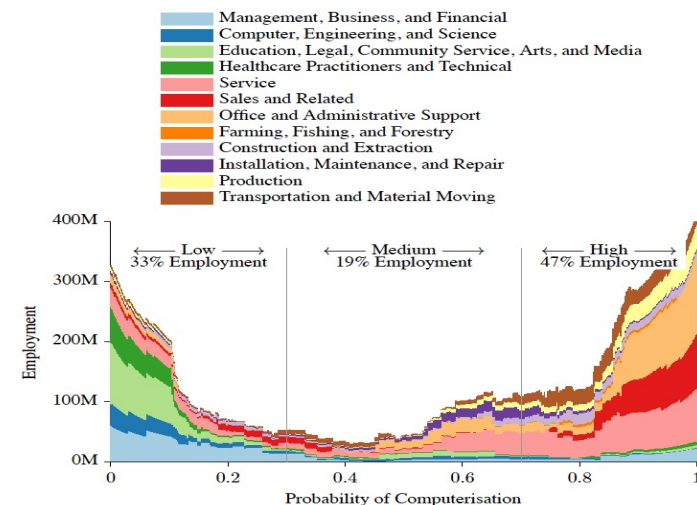 Management, Business, and Financial
Computer, Engineering, and Science
Education, Legal, Community Service, Arts, and Media
Healthcare Practitioners and Technical
Service
Sales and Related
Office and Administrative Support
Farming, Fishing, and Forestry
Construction and Extraction
Installation, Maintenance, and Repair
Production
Transportation and Material Moving
400M
300M
200M
100M
0M
Employment
Low
33% Employment
Medium
19% Employment
High
47% Employment
0
0.2
0.4
0.6
0.8
1
Probability of Computerisation